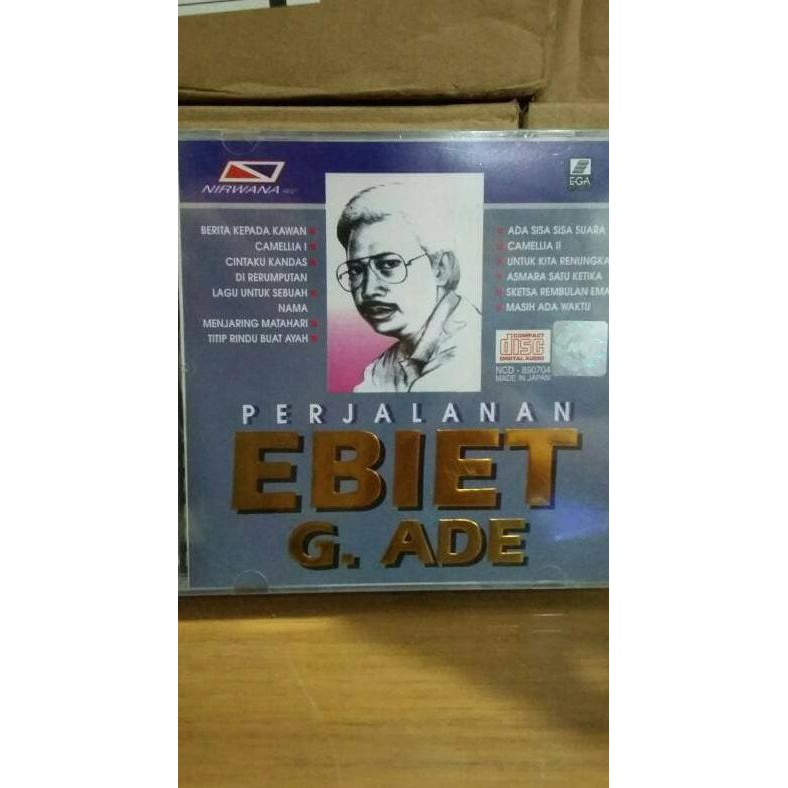 NIRWANA
EGA
BERITA KEPADA KAWAN
CAMELLIA I
CINTAKU KANDAS
DI RERUMPUTAN
LAGU UNTUK SEBUAH
NAMA
MENJARING MATAHARI
TITIP RINDU BUAT AYAH
ADA SISA SISA SUARA
CAMELLIA II
UNTUK KITA RENUNGKA
ASMARA SATU KETIKA
SKETSA REMBULAN EMA
MASIH ADA WAKTU
COMPACT
disc
DIGITAL AUDIO
NCD - 890704
MADE IN JAPAN
PERJALANAN
EBIET
G. ADE